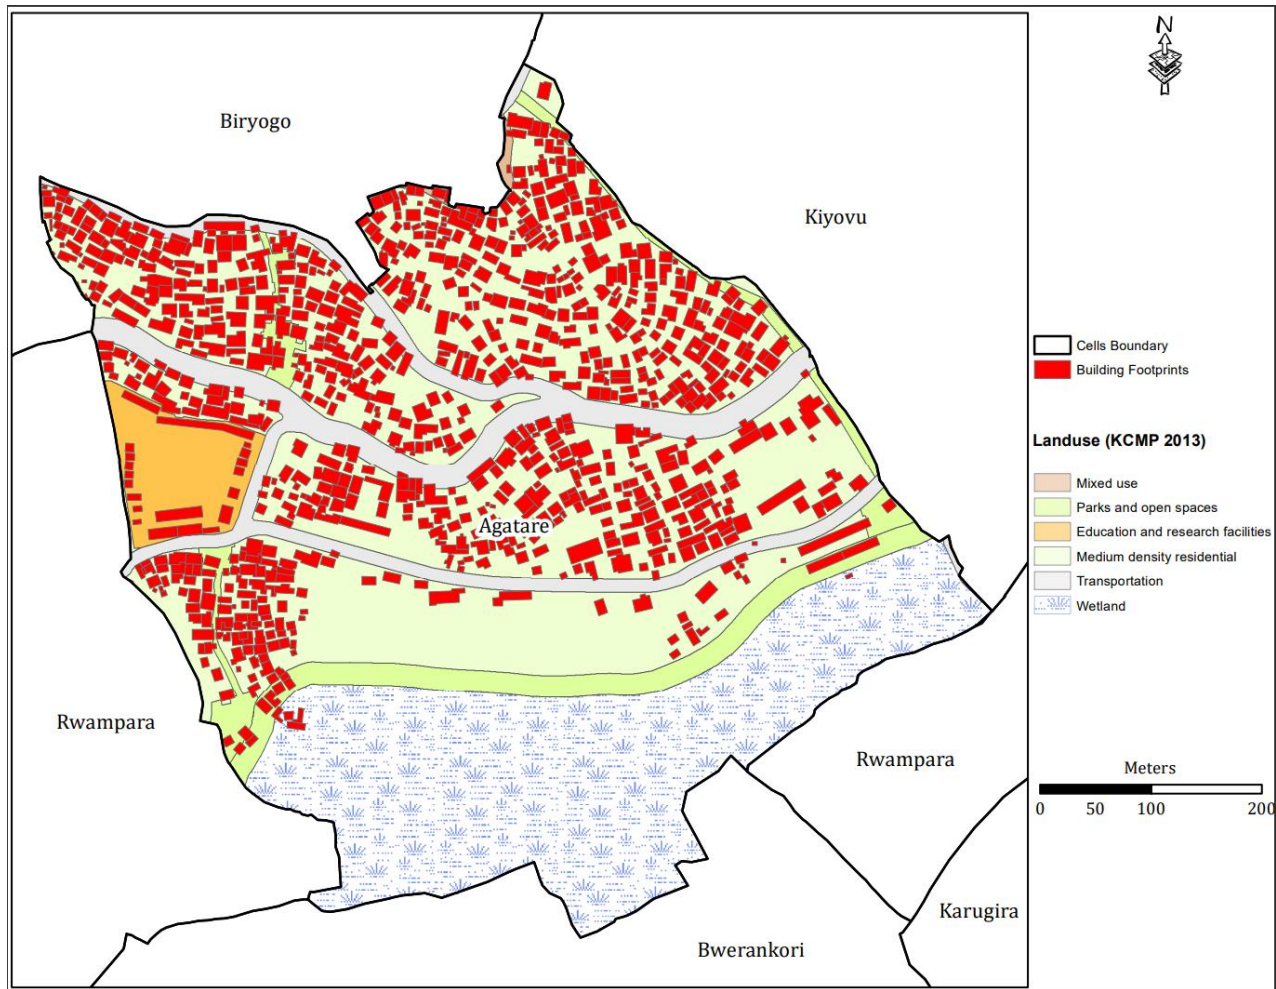 N
Biryogo
Kiyovu
Agatare
Rwampara
Rwampara
Karugira
Bwerankori
Cells Boundary
Building Footprints
Landuse (KCMP 2013)
Mixed use
Parks and open spaces
Education and research facilities
Medium density residential
Transportation
Wetland
Meters
0 50 100 200